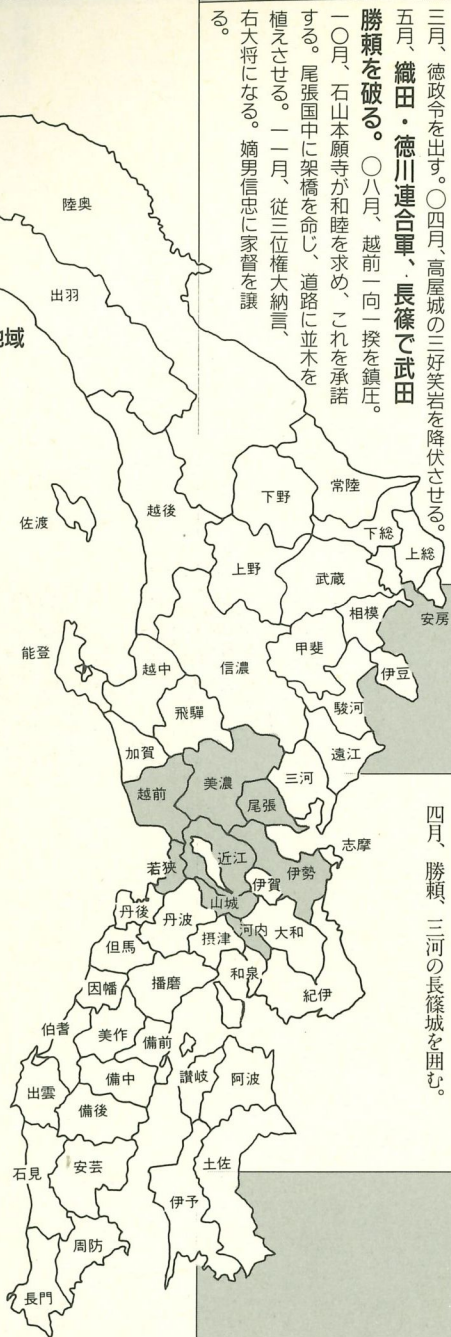 三月、徳政令を出す。〇四月、高屋城の三好笑岩を降伏させる。
五月、織田・徳川連合軍、長篠で武田
勝頼を破る。〇八月、越前一向一揆を鎮圧。
一〇月、石山本願寺が和睦を求め、これを承諾
する。尾張国中に架橋を命じ、道路に並木を
植えさせる。一一月、従三位権大納言、
右大将になる。嫡男信忠に家督を譲
る。
四月、勝頼、三河の長篠城を囲む。
地域
陸奥
出羽
佐渡
越後
下野
常陸
下総
上総
安房
上野
武蔵
相模
甲斐
伊豆
能登
越中
信濃
飛驒
駿河
遠江
加賀
越前
美濃
三河
尾張
志摩
若狭
近江
伊賀
伊勢
丹後
山城
丹波
河内
大和
但馬
摂津
因幡
播磨
和泉
紀伊
伯耆
美作
備前
備中
讃岐
阿波
出雲
備後
石見
安芸
伊予
土佐
周防
長門